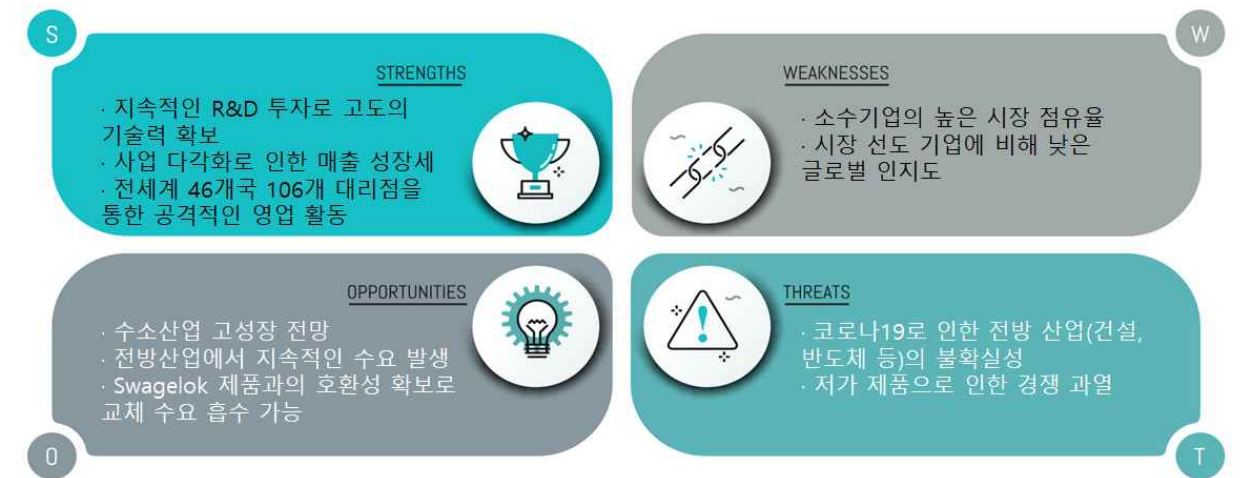 S
STRENGTHS
· 지속적인 R&D 투자로 고도의
기술력 확보
· 사업 다각화로 인한 매출 성장세
· 전세계 46개국 106개 대리점을
통한 공격적인 영업 활동
W
WEAKNESSES
· 소수기업의 높은 시장 점유율
· 시장 선도 기업에 비해 낮은
글로벌 인지도
OPPORTUNITIES
· 수소산업 고성장 전망
· 전방산업에서 지속적인 수요 발생
· Swagelok 제품과의 호환성 확보로
교체 수요 흡수 가능
O
THREATS
· 코로나19로 인한 전방 산업(건설,
반도체 등)의 불확실성
· 저가 제품으로 인한 경쟁 과열
T